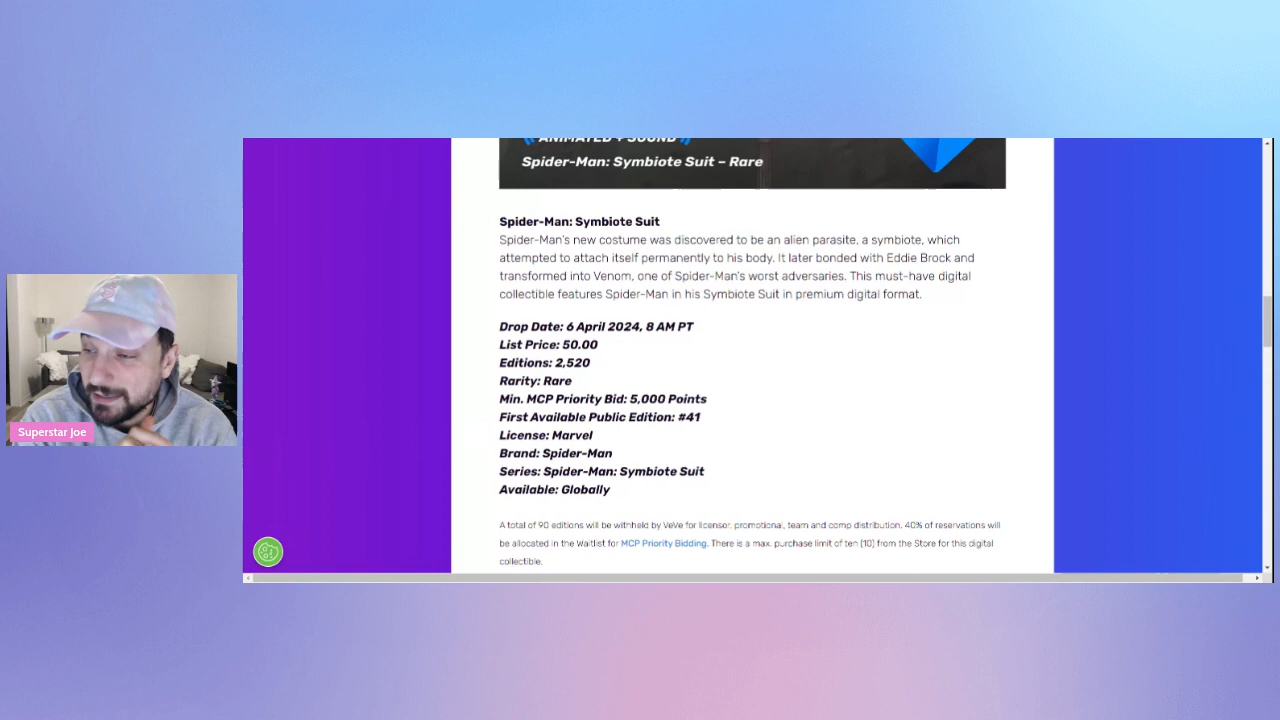 ANIMATED + SOUND
Spider-Man: Symbiote Suit – Rare
Spider-Man: Symbiote Suit
Spider-Man's new costume was discovered to be an alien parasite, a symbiote, which
attempted to attach itself permanently to his body. It later bonded with Eddie Brock and
transformed into Venom, one of Spider-Man's worst adversaries. This must-have digital
collectible features Spider-Man in his Symbiote Suit in premium digital format.
Drop Date: 6 April 2024, 8 AM PT
List Price: 50.00
Editions: 2,520
Rarity: Rare
Min. MCP Priority Bid: 5,000 Points
First Available Public Edition: #41
License: Marvel
Brand: Spider-Man
Series: Spider-Man: Symbiote Suit
Available: Globally
A total of 90 editions will be withheld by VeVe for licensor, promotional, team and comp distribution. 40% of reservations will
be allocated in the Waitlist for MCP Priority Bidding. There is a max. purchase limit of ten (10) from the Store for this digital
collectible.
Superstar Joe